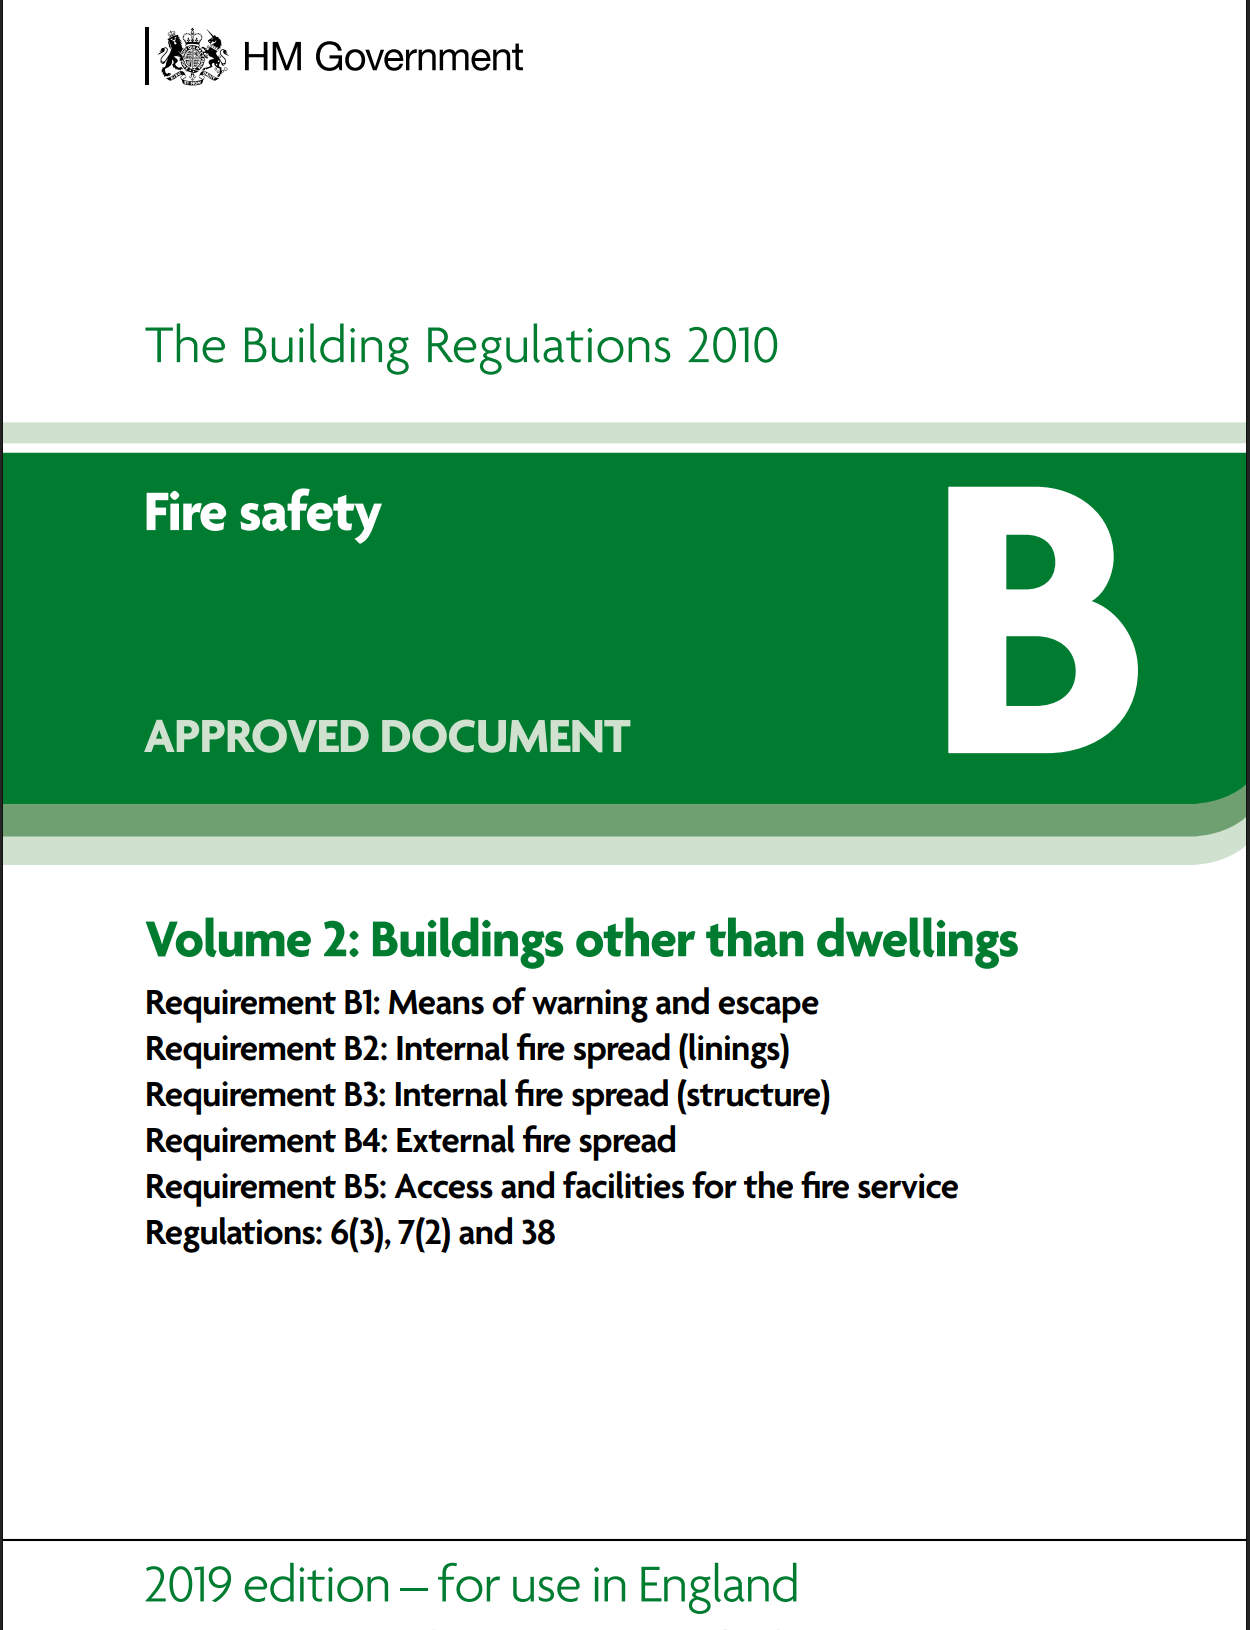 HM Government
The Building Regulations 2010
Fire safety
B
APPROVED DOCUMENT
Volume 2: Buildings other than dwellings
Requirement B1: Means of warning and escape
Requirement B2: Internal fire spread (linings)
Requirement B3: Internal fire spread (structure)
Requirement B4: External fire spread
Requirement B5: Access and facilities for the fire service
Regulations: 6(3), 7(2) and 38
2019 edition – for use in England